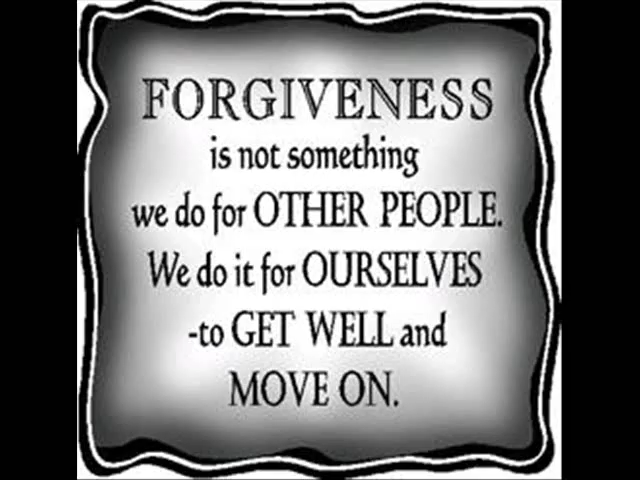 FORGIVENESS
is not something
we do for OTHER PEOPLE.
We do it for OURSELVES
-to GET WELL and
MOVE ON.